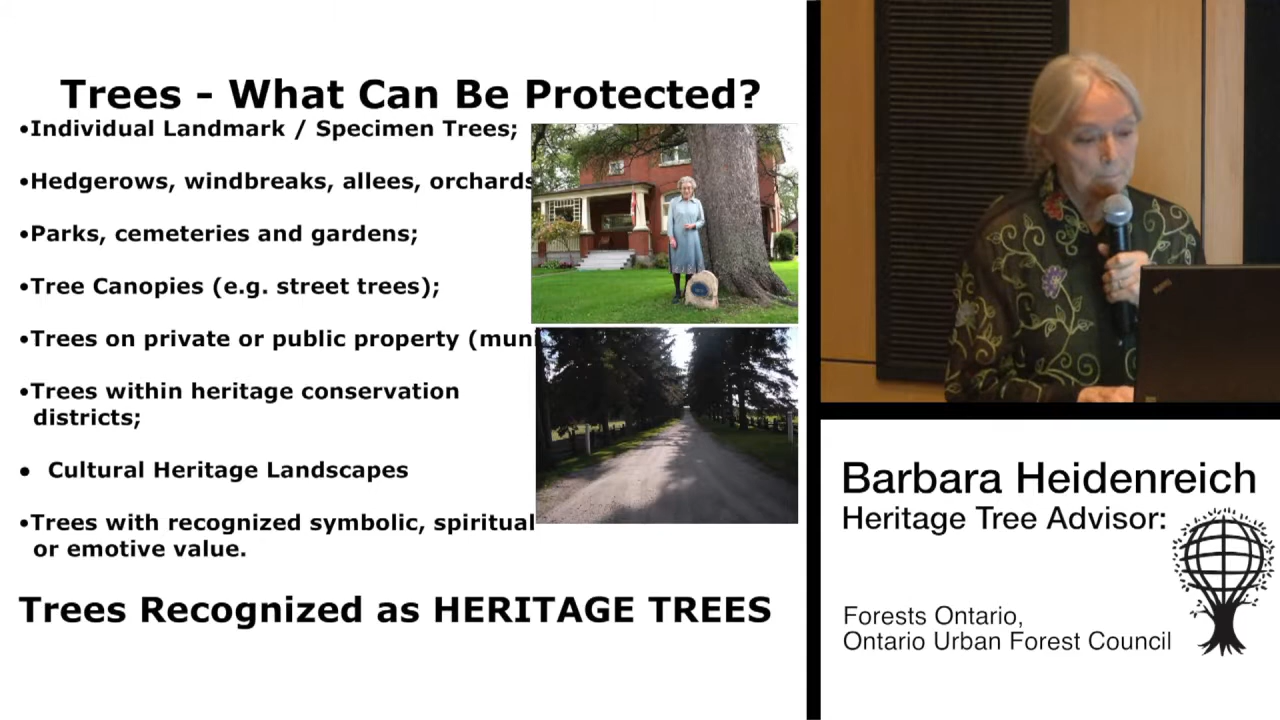 Trees - What Can Be Protected?
•Individual Landmark / Specimen Trees;
•Hedgerows, windbreaks, allees, orchards
•Parks, cemeteries and gardens;
•Tree Canopies (e.g. street trees);
•Trees on private or public property (muni
•Trees within heritage conservation
districts;
• Cultural Heritage Landscapes
•Trees with recognized symbolic, spiritual
or emotive value.
Trees Recognized as HERITAGE TREES
Barbara Heidenreich
Heritage Tree Advisor:
Forests Ontario,
Ontario Urban Forest Council